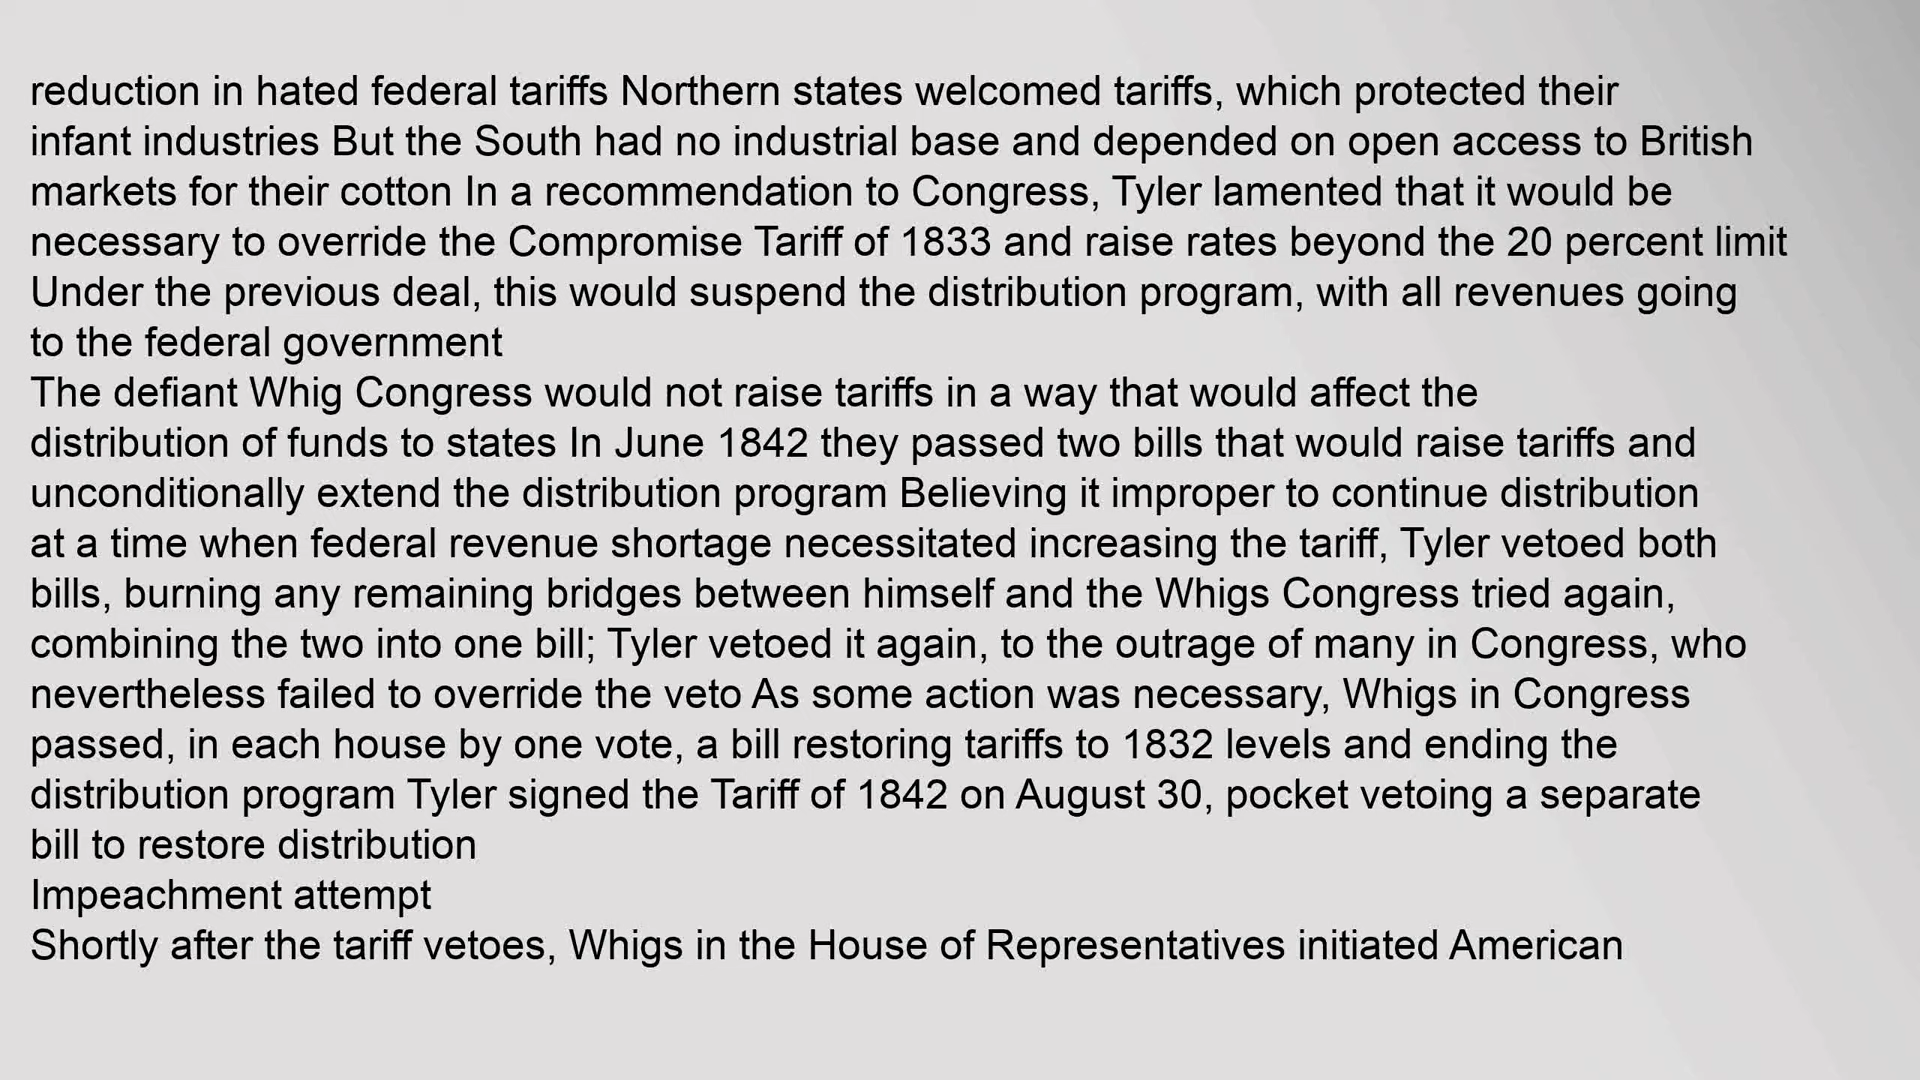 reduction in hated federal tariffs Northern states welcomed tariffs, which protected their
infant industries But the South had no industrial base and depended on open access to British
markets for their cotton In a recommendation to Congress, Tyler lamented that it would be
necessary to override the Compromise Tariff of 1833 and raise rates beyond the 20 percent limit
Under the previous deal, this would suspend the distribution program, with all revenues going
to the federal government
The defiant Whig Congress would not raise tariffs in a way that would affect the
distribution of funds to states In June 1842 they passed two bills that would raise tariffs and
unconditionally extend the distribution program Believing it improper to continue distribution
at a time when federal revenue shortage necessitated increasing the tariff, Tyler vetoed both
bills, burning any remaining bridges between himself and the Whigs Congress tried again,
combining the two into one bill; Tyler vetoed it again, to the outrage of many in Congress, who
nevertheless failed to override the veto As some action was necessary, Whigs in Congress
passed, in each house by one vote, a bill restoring tariffs to 1832 levels and ending the
distribution program Tyler signed the Tariff of 1842 on August 30, pocket vetoing a separate
bill to restore distribution
Impeachment attempt
Shortly after the tariff vetoes, Whigs in the House of Representatives initiated American